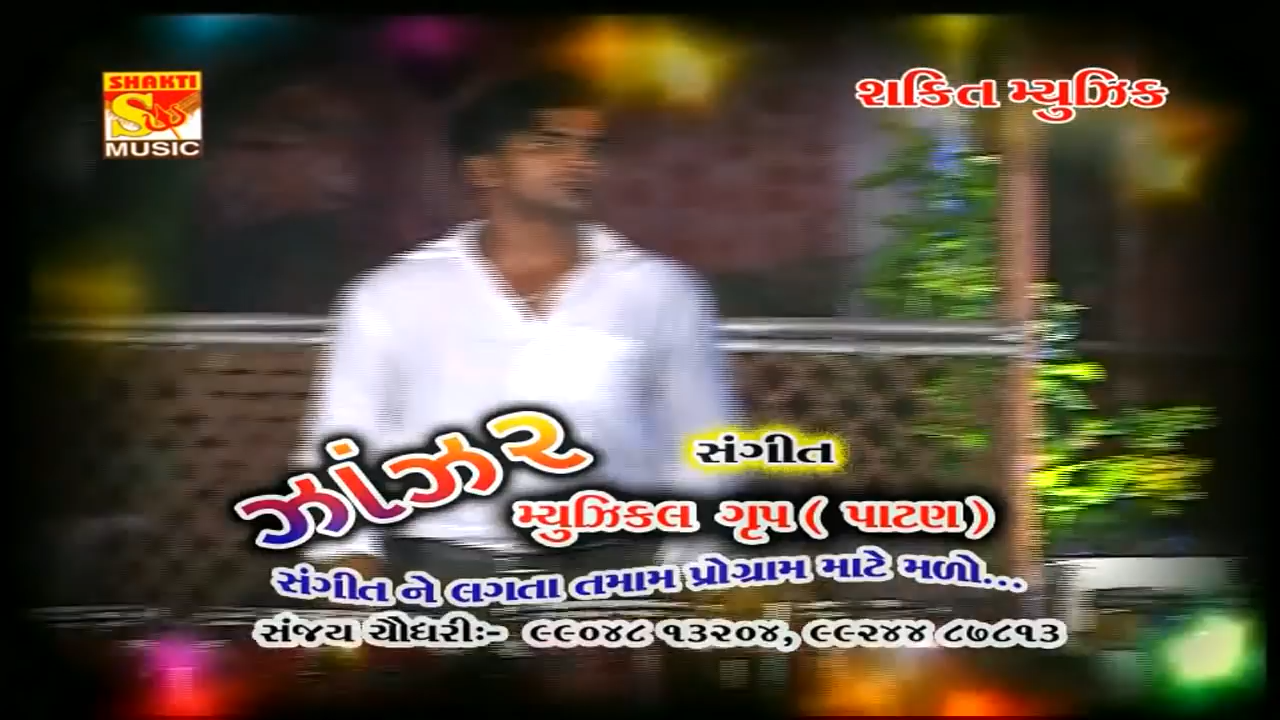 SHAKTI
MUSIC
શક્તિ મ્યુઝિક
ઝાંઝર
સંગીત
મ્યુઝિકલ ગૃપ ( પાટણ )
સંગીત ને લગતા તમામ પ્રોગ્રામ માટે મળો...
સંજય ચૌધરીઃ- ૯૯૦૪૮ ૧૩૨૦૪, ૯૯૨૪૪ ૮૭૮૧૩